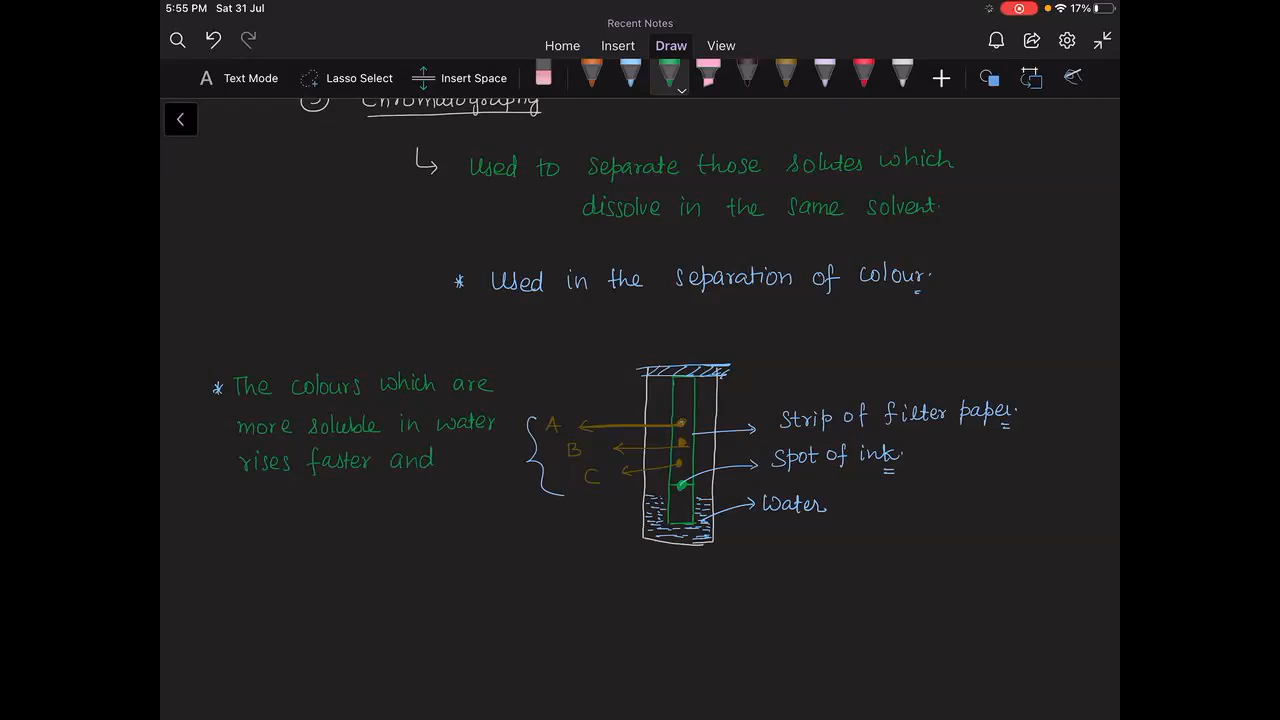 5:55 PM Sat 31 Jul
17%
Recent Notes
Home Insert Draw View
A Text Mode Lasso Select Insert Space
3 Chromatography
Used to separate those solutes which
dissolve in the same solvent.
* Used in the separation of colour.
* The colours which are
more soluble in water
rises faster and
A
B
C
Strip of filter paper.
Spot of ink.
Water